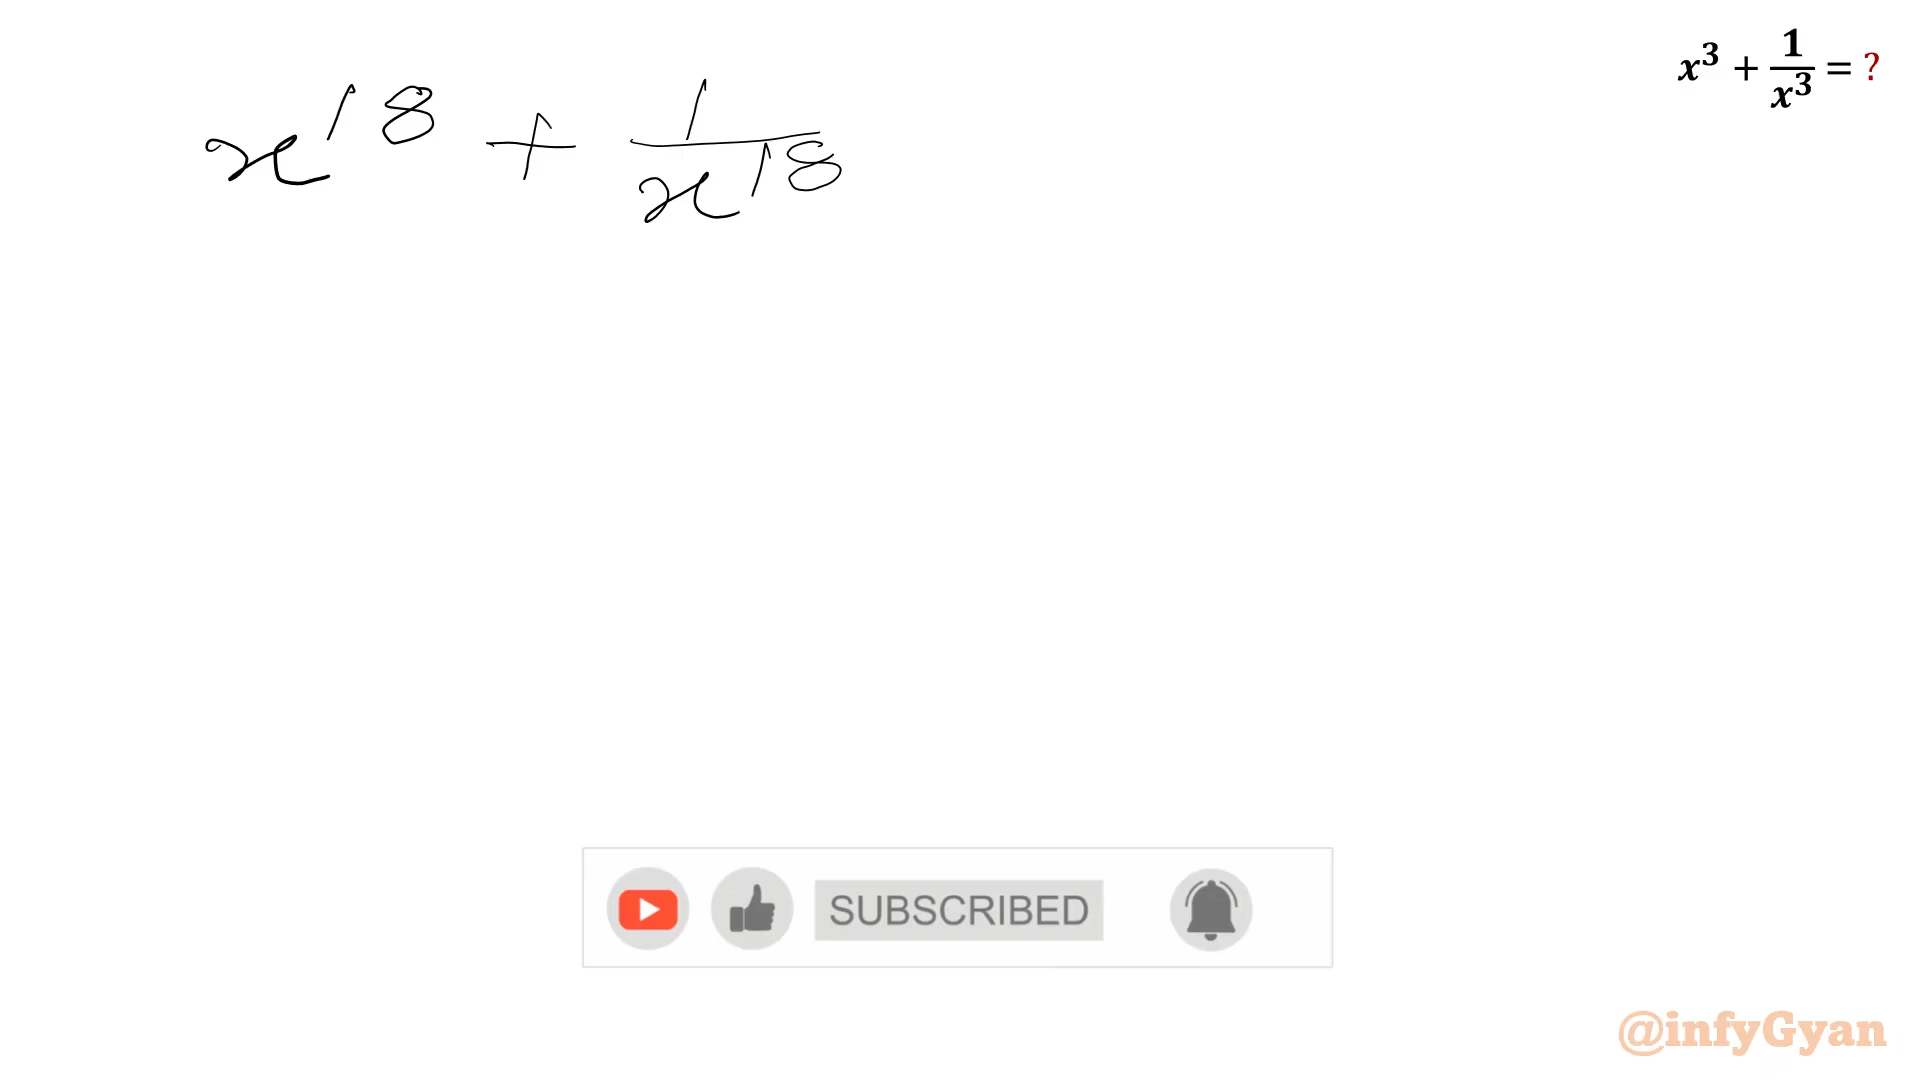 x³ + 1/x³ = ?
x¹⁸ + 1/x¹⁸
SUBSCRIBED
@infyGyan